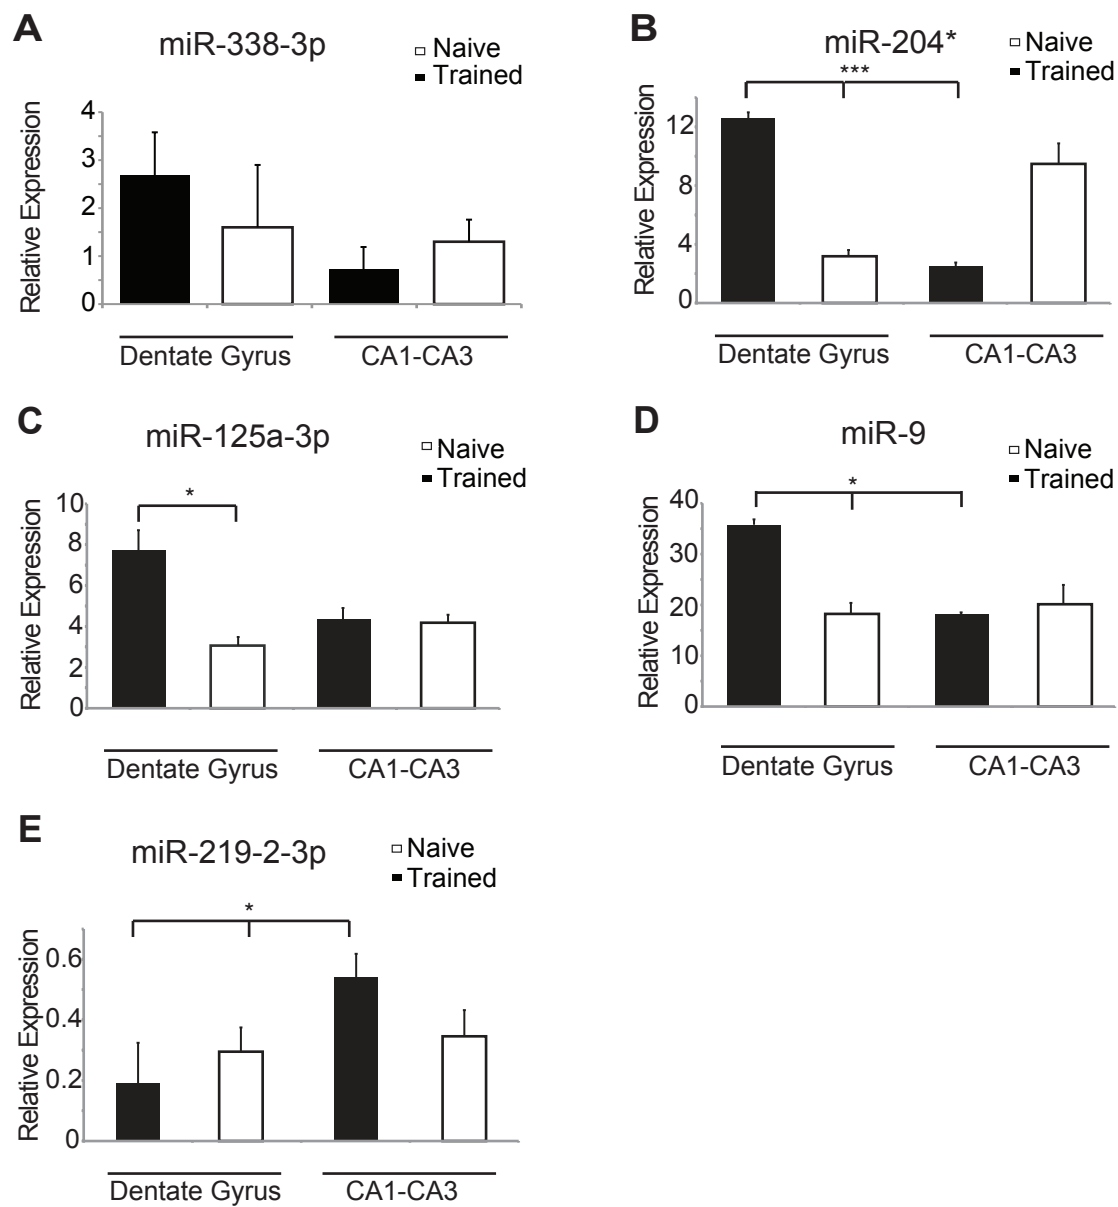 A
miR-338-3p
Naive
Trained
Relative Expression
4
3
2
1
0
Dentate Gyrus
CA1-CA3
B
miR-204*
Naive
Trained
***
Relative Expression
12
8
4
0
Dentate Gyrus
CA1-CA3
C
miR-125a-3p
Naive
Trained
*
Relative Expression
10
8
6
4
2
0
Dentate Gyrus
CA1-CA3
D
miR-9
Naive
Trained
*
Relative Expression
40
30
20
10
0
Dentate Gyrus
CA1-CA3
E
miR-219-2-3p
Naive
Trained
*
Relative Expression
0.6
0.4
0.2
0
Dentate Gyrus
CA1-CA3